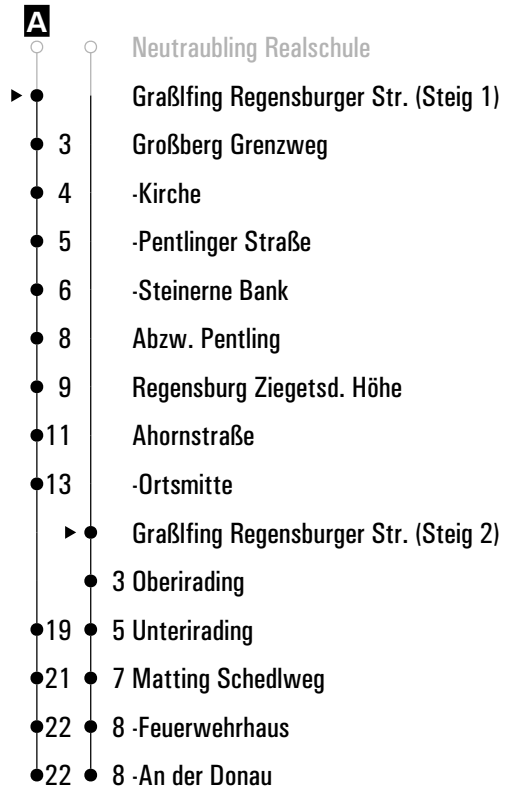 A
Neutraubling Realschule
Graßlfing Regensburger Str. (Steig 1)
3 Großberg Grenzweg
4 -Kirche
5 -Pentlinger Straße
6 -Steinerne Bank
8 Abzw. Pentling
9 Regensburg Ziegetsd. Höhe
11 Ahornstraße
13 -Ortsmitte
Graßlfing Regensburger Str. (Steig 2)
3 Oberirading
19 5 Unterirading
21 7 Matting Schedlweg
22 8 -Feuerwehrhaus
22 8 -An der Donau